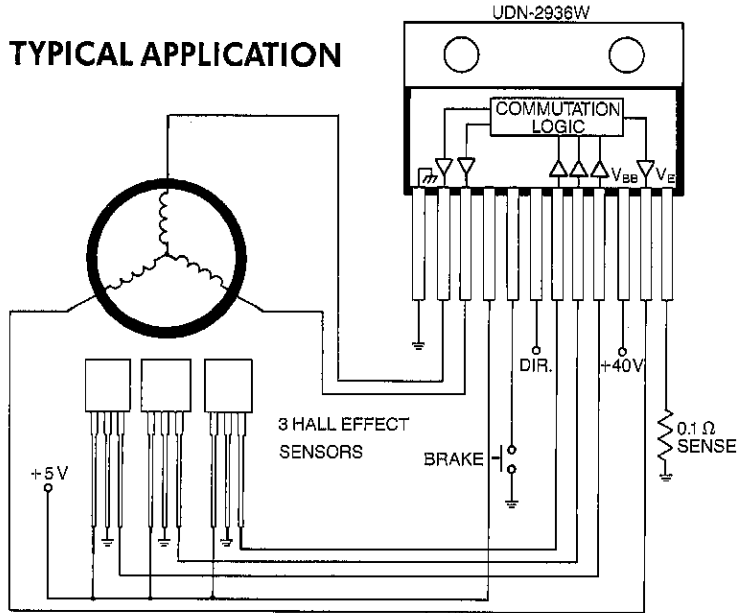 UDN-2936W
TYPICAL APPLICATION
COMMUTATION
LOGIC
VBB
VE
DIR.
+40V
3 HALL EFFECT
SENSORS
0.1 Ω
SENSE
BRAKE
+5V